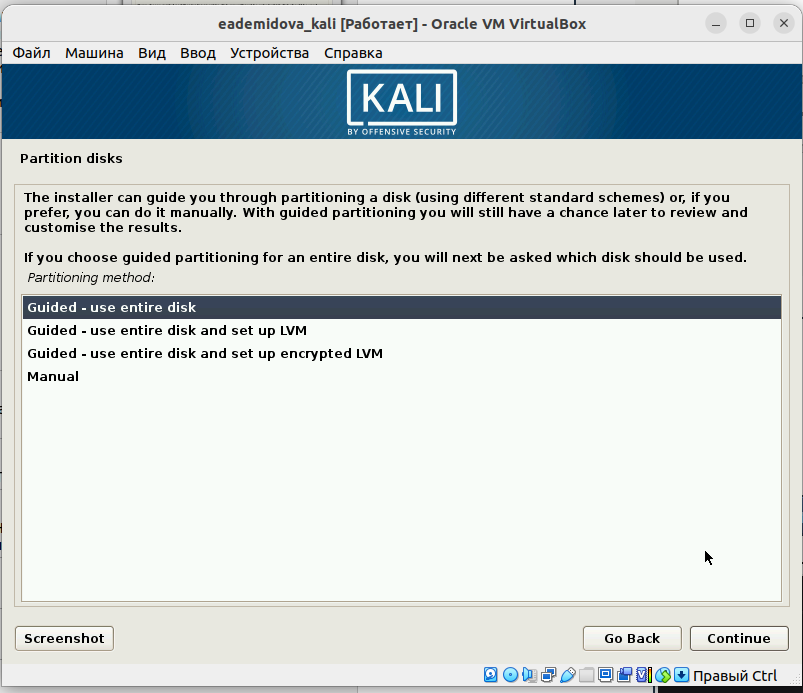 eademidova_kali [Работает] - Oracle VM VirtualBox
Файл Машина Вид Ввод Устройства Справка
KALI
BY OFFENSIVE SECURITY
Partition disks
The installer can guide you through partitioning a disk (using different standard schemes) or, if you
prefer, you can do it manually. With guided partitioning you will still have a chance later to review and
customise the results.
If you choose guided partitioning for an entire disk, you will next be asked which disk should be used.
Partitioning method:
Guided - use entire disk
Guided - use entire disk and set up LVM
Guided - use entire disk and set up encrypted LVM
Manual
Screenshot Go Back Continue
Правый Ctrl